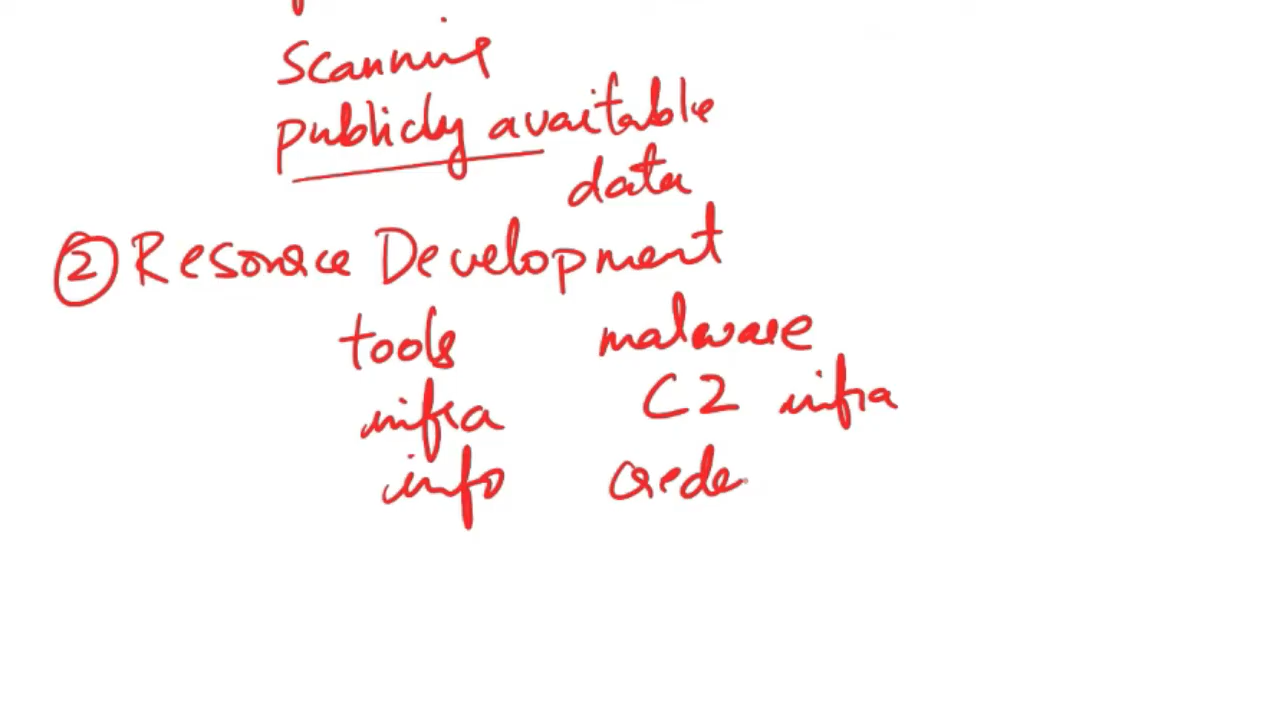 Scanning
publicly available
data
② Resource Development
tools malware
infra C2 infra
info crede